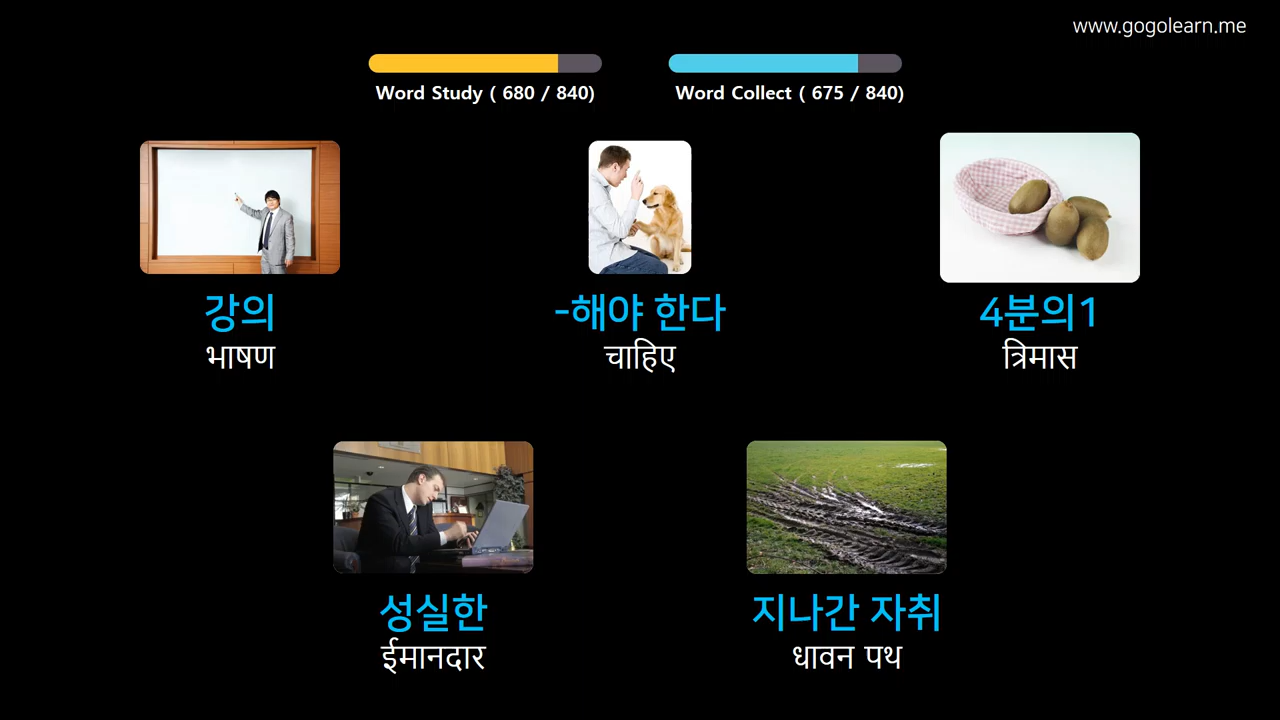 www.gogolearn.me
Word Study ( 680 / 840)
Word Collect ( 675 / 840)
강의
भाषण
-해야 한다
चाहिए
4분의1
त्रिमास
성실한
ईमानदार
지나간 자취
धावन पथ